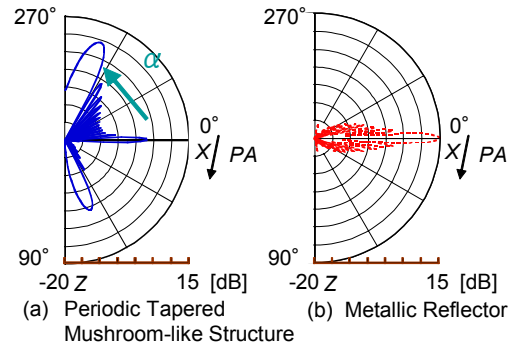 270° 270°
α
0° 0°
X PA X PA
90° 90°
-20 Z 15 [dB] -20 Z 15 [dB]
(a) Periodic Tapered (b) Metallic Reflector
Mushroom-like Structure